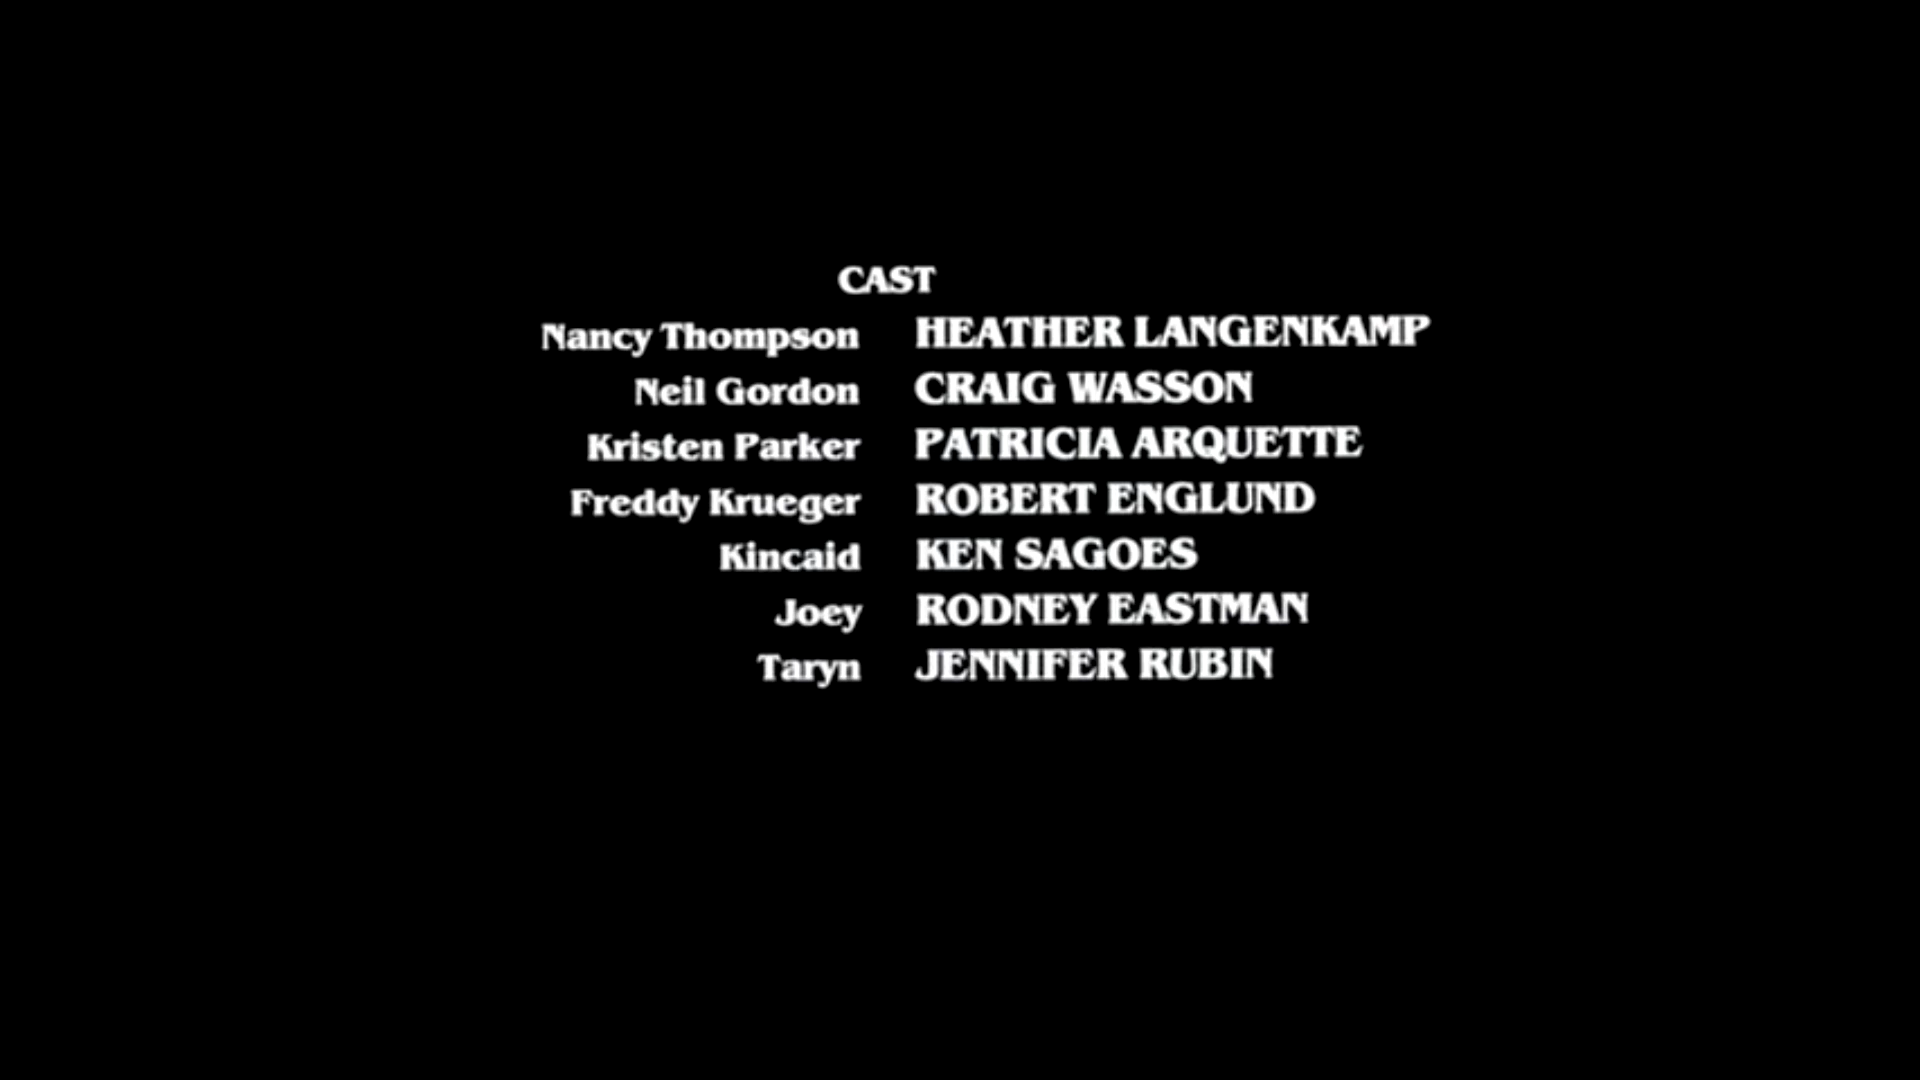 CAST
Nancy Thompson HEATHER LANGENKAMP
Neil Gordon CRAIG WASSON
Kristen Parker PATRICIA ARQUETTE
Freddy Krueger ROBERT ENGLUND
Kincaid KEN SAGOES
Joey RODNEY EASTMAN
Taryn JENNIFER RUBIN